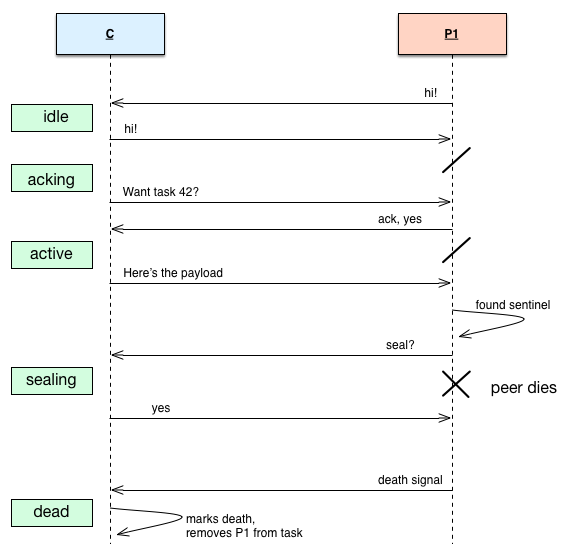 C
P1
hi!
idle
hi!
acking
Want task 42?
ack, yes
active
Here's the payload
found sentinel
seal?
sealing
peer dies
yes
death signal
dead
marks death,
removes P1 from task